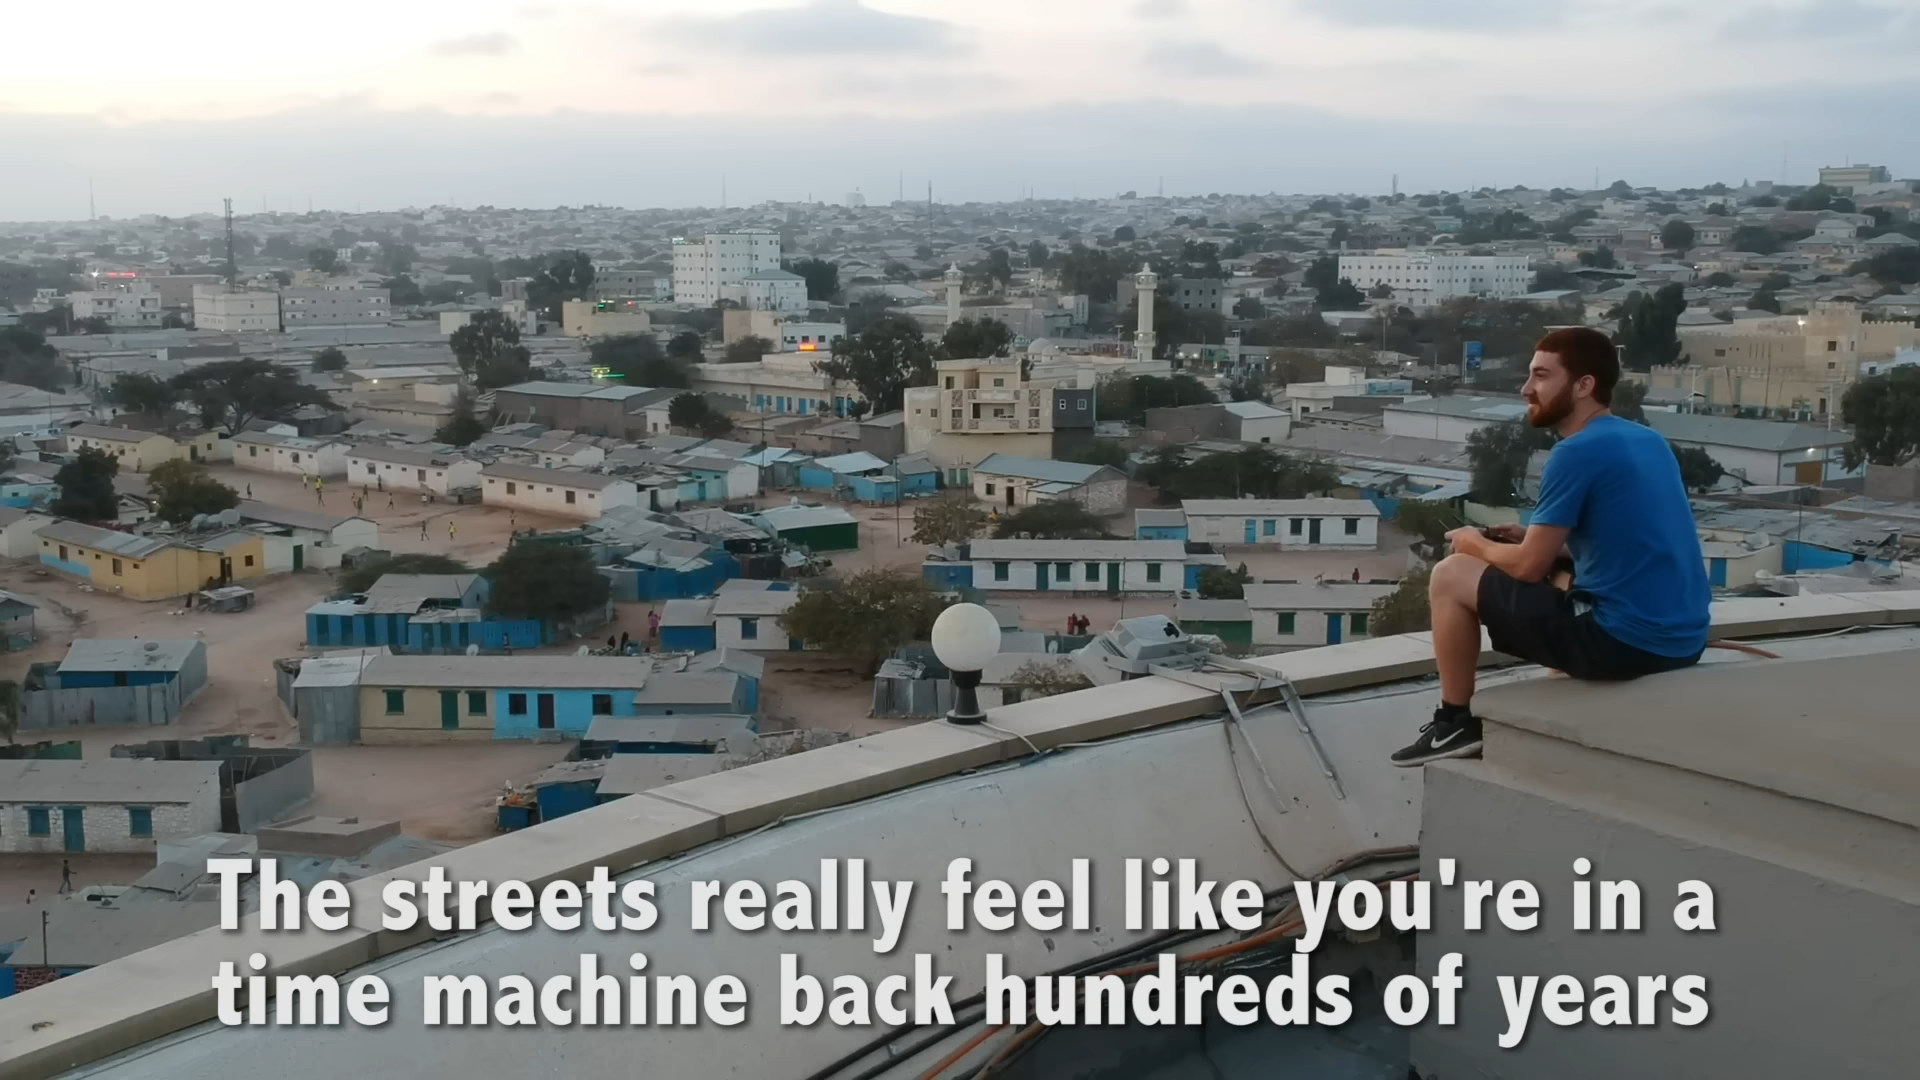 The streets really feel like you're in a
time machine back hundreds of years